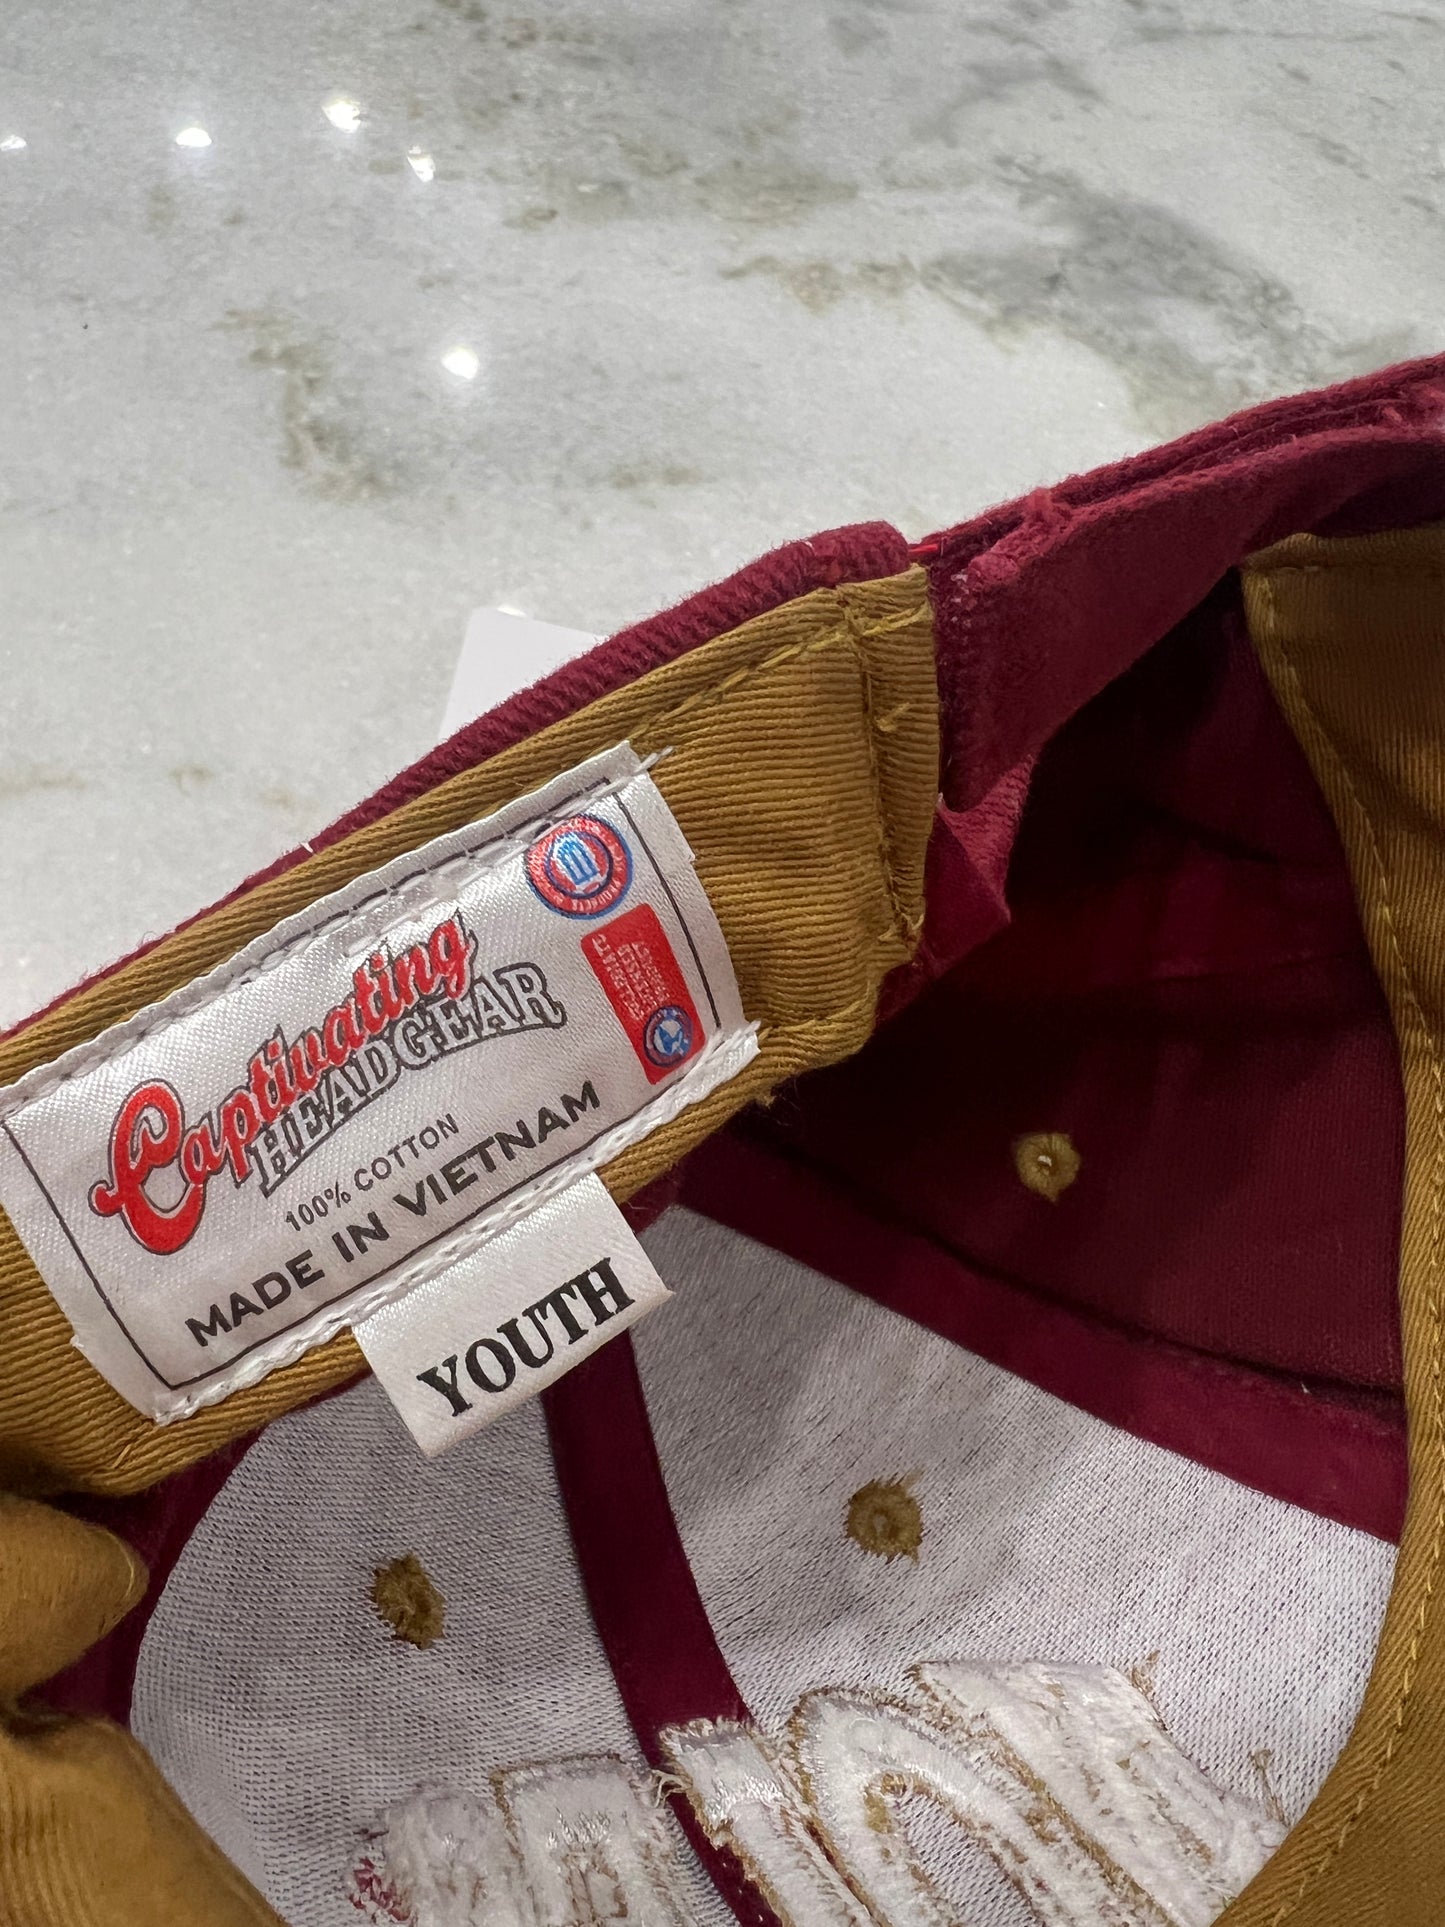 Captivating
HEADGEAR
100% COTTON
MADE IN VIETNAM
YOUTH